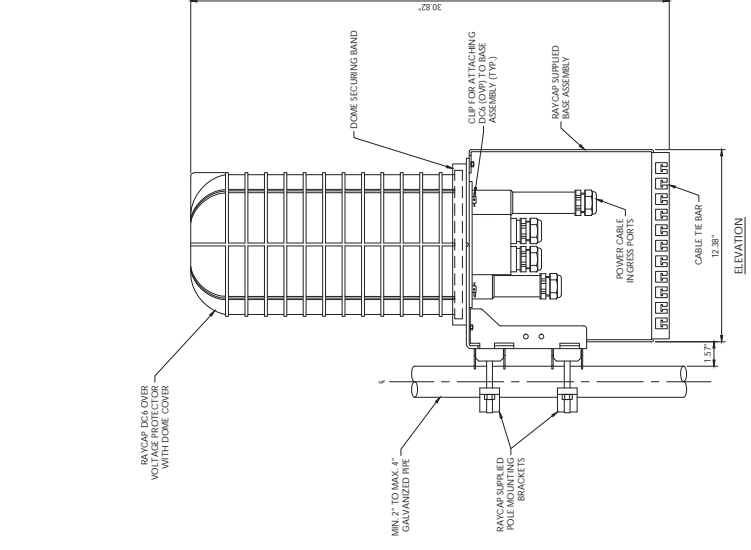 30.82"
DOME SECURING BAND
CLIP FOR ATTACHING
DC6 (OVP) TO BASE
ASSEMBLY (TYP.)
RAYCAP SUPPLIED
BASE ASSEMBLY
RAYCAP DC6 OVER
VOLTAGE PROTECTOR
WITH DOME COVER
POWER CABLE
INGRESS PORTS
CABLE TIE BAR
12.38"
1.57"
MIN. 2" TO MAX. 4"
GALVANIZED PIPE
RAYCAP SUPPLIED
POLE MOUNTING
BRACKETS
ELEVATION